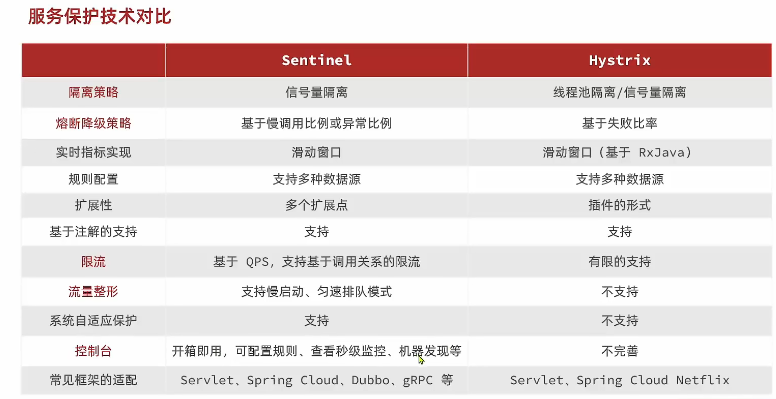 服务保护技术对比
Sentinel Hystrix
隔离策略 信号量隔离 线程池隔离/信号量隔离
熔断降级策略 基于慢调用比例或异常比例 基于失败比率
实时指标实现 滑动窗口 滑动窗口（基于 RxJava）
规则配置 支持多种数据源 支持多种数据源
扩展性 多个扩展点 插件的形式
基于注解的支持 支持 支持
限流 基于 QPS，支持基于调用关系的限流 有限的支持
流量整形 支持慢启动、匀速排队模式 不支持
系统自适应保护 支持 不支持
控制台 开箱即用，可配置规则、查看秒级监控、机器发现等 不完善
常见框架的适配 Servlet、Spring Cloud、Dubbo、gRPC 等 Servlet、Spring Cloud Netflix